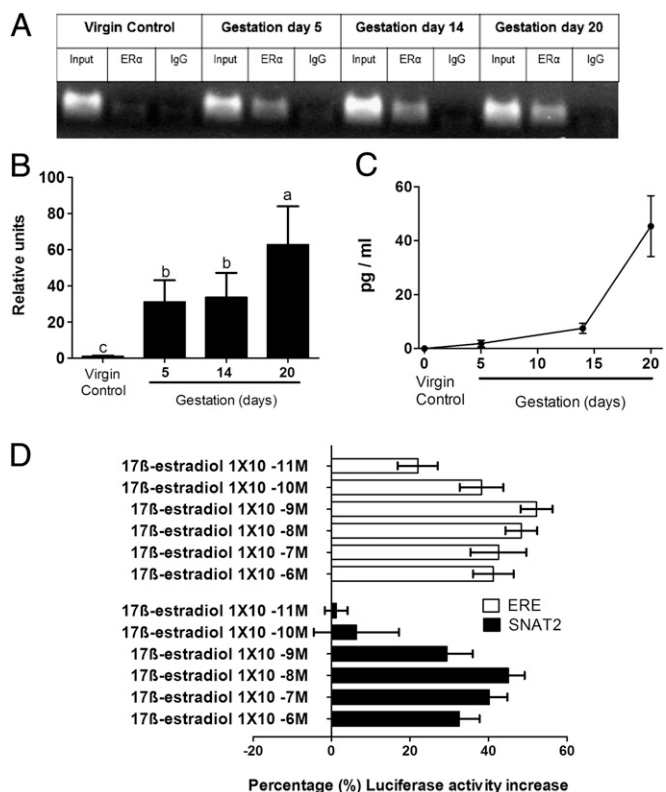 A
Virgin Control Gestation day 5 Gestation day 14 Gestation day 20
Input ERα IgG Input ERα IgG Input ERα IgG Input ERα IgG
B
Relative units
100
80
60
40
20
0
c
b
b
a
Virgin
Control
5 14 20
Gestation (days)
C
pg / ml
60
40
20
0
0 5 10 15 20
Virgin
Control
Gestation (days)
D
17ß-estradiol 1X10 -11M
17ß-estradiol 1X10 -10M
17ß-estradiol 1X10 -9M
17ß-estradiol 1X10 -8M
17ß-estradiol 1X10 -7M
17ß-estradiol 1X10 -6M
17ß-estradiol 1X10 -11M
17ß-estradiol 1X10 -10M
17ß-estradiol 1X10 -9M
17ß-estradiol 1X10 -8M
17ß-estradiol 1X10 -7M
17ß-estradiol 1X10 -6M
ERE
SNAT2
-20 0 20 40 60
Percentage (%) Luciferase activity increase